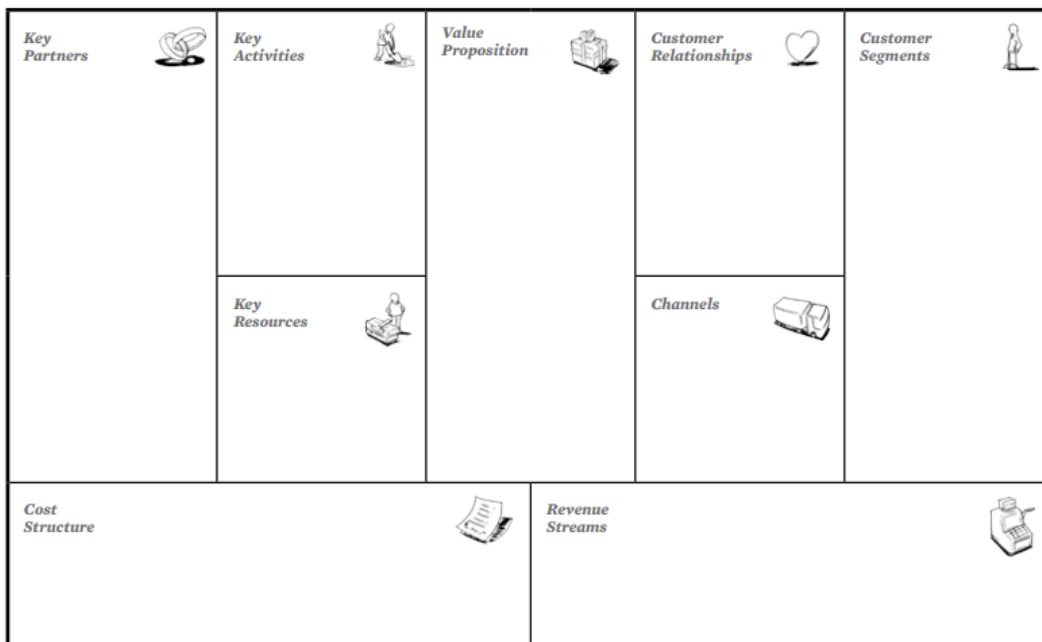 Key
Partners
Key
Activities
Value
Proposition
Customer
Relationships
Customer
Segments
Key
Resources
Channels
Cost
Structure
Revenue
Streams